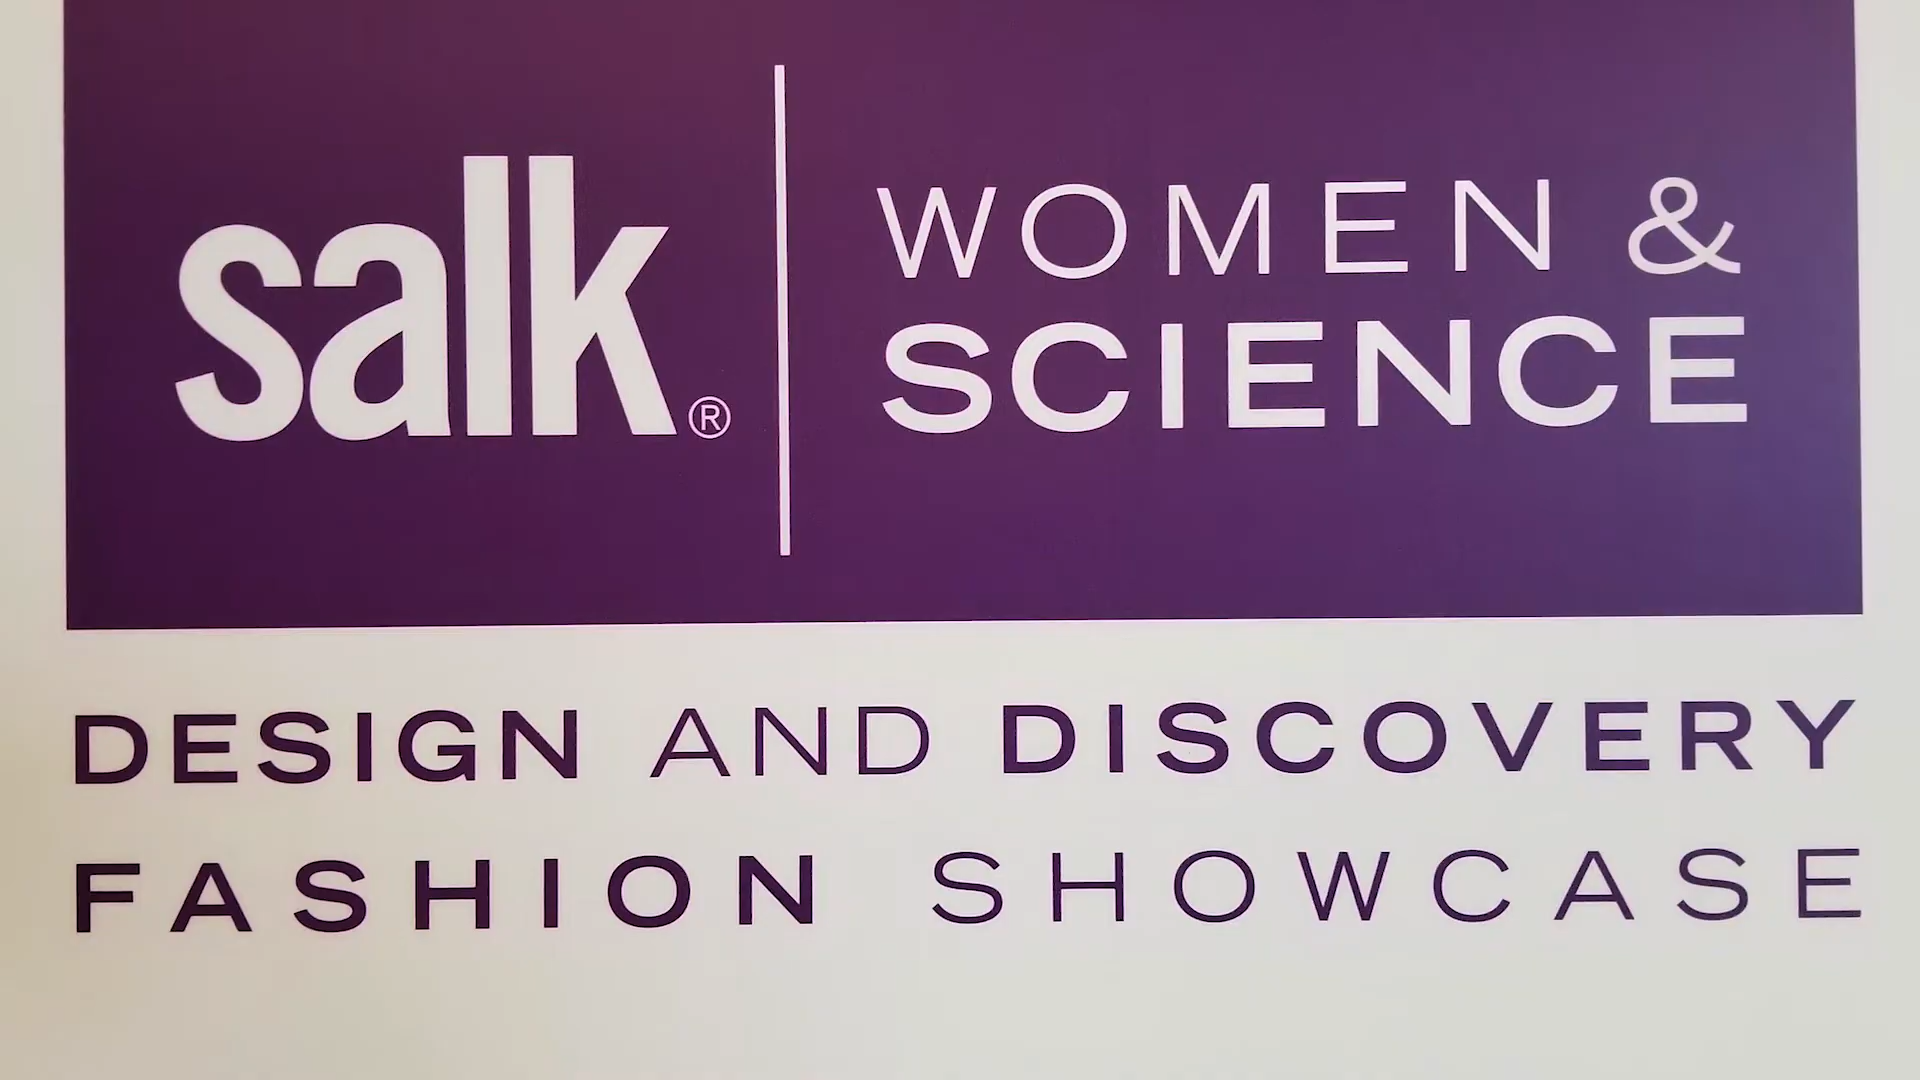 salk®
WOMEN &
SCIENCE
DESIGN AND DISCOVERY
FASHION SHOWCASE